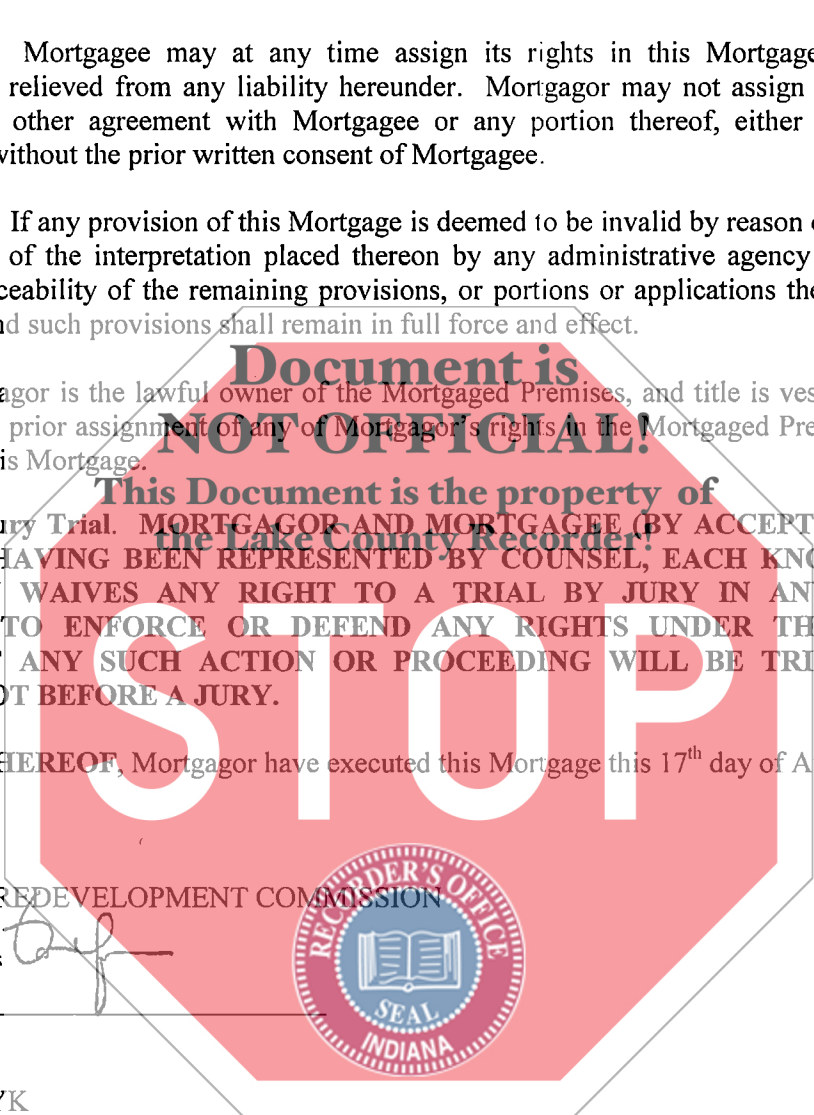 Mortgagee may at any time assign its rights in this Mortgage
relieved from any liability hereunder. Mortgagor may not assign
other agreement with Mortgagee or any portion thereof, either
without the prior written consent of Mortgagee.
If any provision of this Mortgage is deemed to be invalid by reason
of the interpretation placed thereon by any administrative agency
ceability of the remaining provisions, or portions or applications the
nd such provisions shall remain in full force and effect.
Document is
agor is the lawful owner of the Mortgaged Premises, and title is ves
NOT OFFICIAL!
prior assignment of any of Mortgagor's rights in the Mortgaged Pre
is Mortgage.
This Document is the property of
ury Trial. MORTGAGOR AND MORTGAGEE (BY ACCEPT
the Lake County Recorder!
HAVING BEEN REPRESENTED BY COUNSEL, EACH KNO
WAIVES ANY RIGHT TO A TRIAL BY JURY IN AN
TO ENFORCE OR DEFEND ANY RIGHTS UNDER TH
ANY SUCH ACTION OR PROCEEDING WILL BE TRI
OT BEFORE A JURY.
STOP
HEREOF, Mortgagor have executed this Mortgage this 17th day of A
REDEVELOPMENT COMMISSION
RECORDER'S OFFICE
SEAL
INDIANA
YK